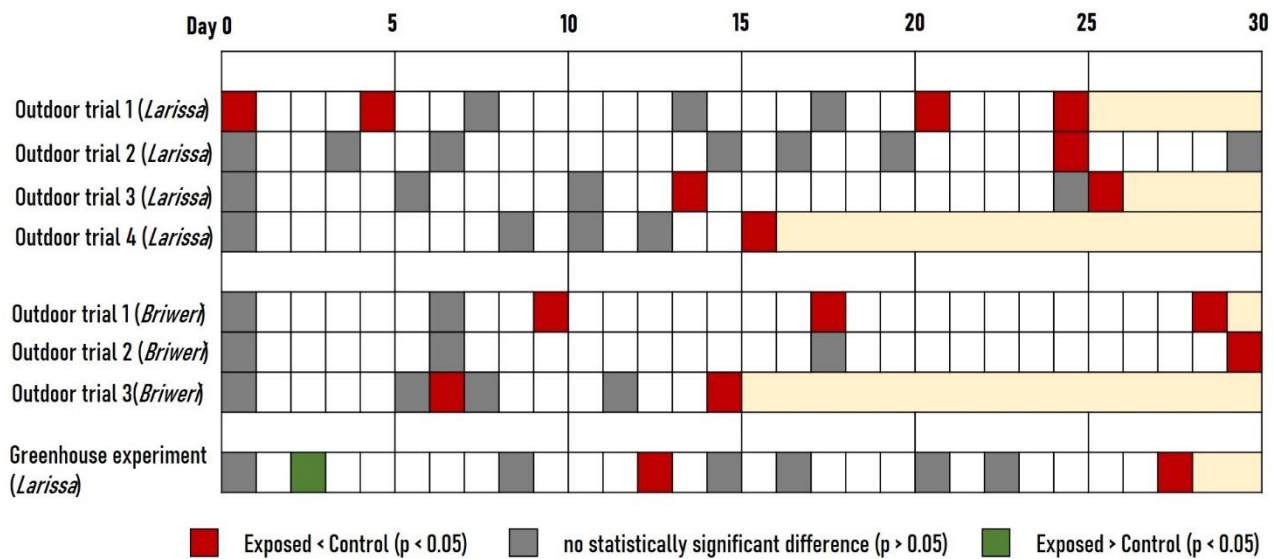 Day 0 5 10 15 20 25 30
Outdoor trial 1 (Larissa)
Outdoor trial 2 (Larissa)
Outdoor trial 3 (Larissa)
Outdoor trial 4 (Larissa)
Outdoor trial 1 (Briweri)
Outdoor trial 2 (Briweri)
Outdoor trial 3(Briweri)
Greenhouse experiment
(Larissa)
Exposed < Control (p < 0.05) no statistically significant difference (p > 0.05) Exposed > Control (p < 0.05)